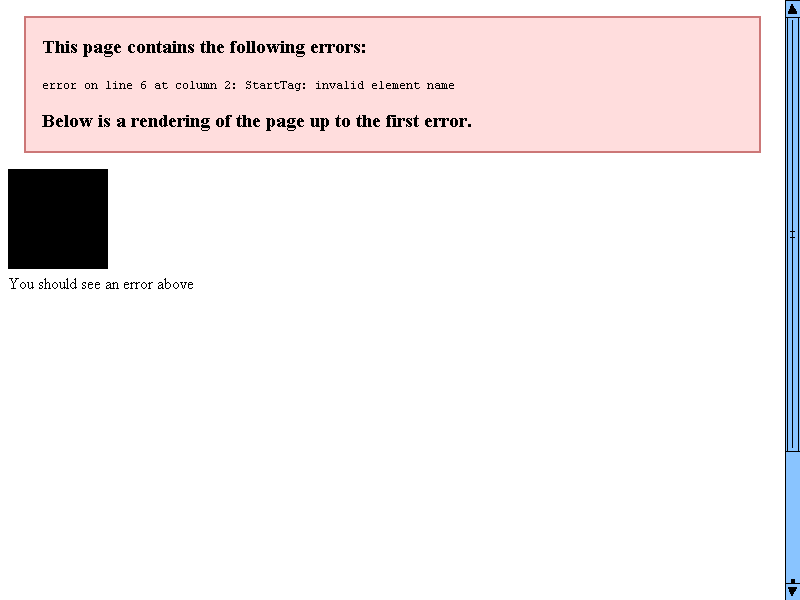 This page contains the following errors:
error on line 6 at column 2: StartTag: invalid element name
Below is a rendering of the page up to the first error.
You should see an error above